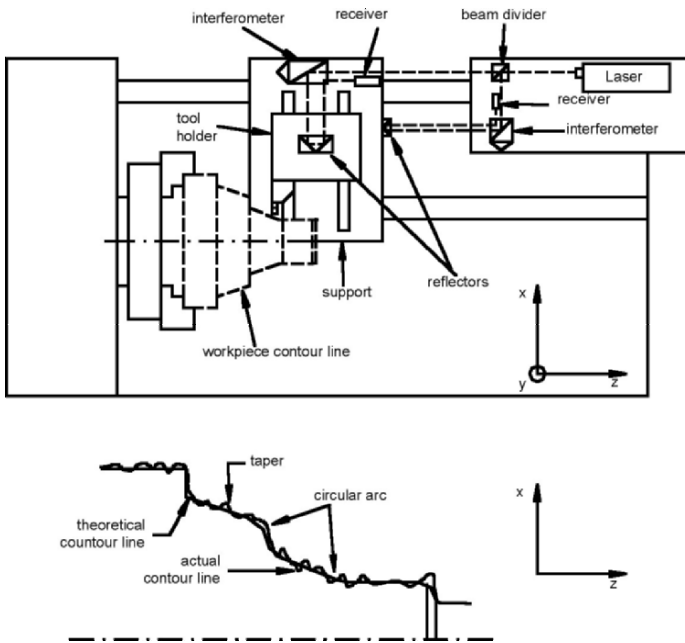 beam divider
interferometer
receiver
Laser
receiver
interferometer
tool
holder
reflectors
support
workpiece contour line
x
y
z
taper
circular arc
theoretical
countour line
actual
contour line
x
z